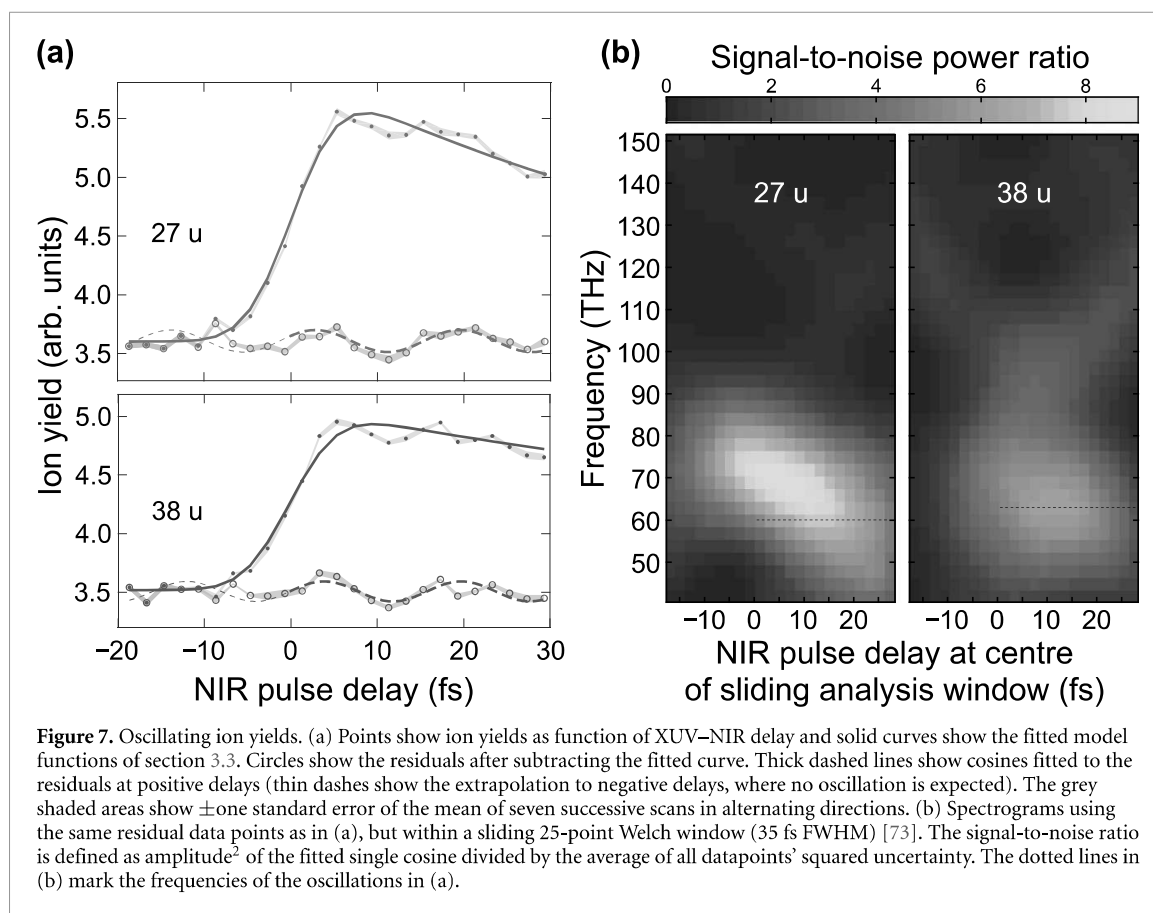 (a)
5.5
5.0
4.5
4.0
3.5
27 u
5.0
4.5
4.0
3.5
38 u
Ion yield (arb. units)
−20 −10 0 10 20 30
NIR pulse delay (fs)
(b)
Signal-to-noise power ratio
0 2 4 6 8
27 u
38 u
140
130
120
110
100
90
80
70
60
50
Frequency (THz)
−10 0 10 20
−10 0 10 20
NIR pulse delay at centre
of sliding analysis window (fs)
Figure 7. Oscillating ion yields. (a) Points show ion yields as function of XUV–NIR delay and solid curves show the fitted model
functions of section 3.3. Circles show the residuals after subtracting the fitted curve. Thick dashed lines show cosines fitted to the
residuals at positive delays (thin dashes show the extrapolation to negative delays, where no oscillation is expected). The grey
shaded areas show ±one standard error of the mean of seven successive scans in alternating directions. (b) Spectrograms using
the same residual data points as in (a), but within a sliding 25-point Welch window (35 fs FWHM) [73]. The signal-to-noise ratio
is defined as amplitude² of the fitted single cosine divided by the average of all datapoints’ squared uncertainty. The dotted lines in
(b) mark the frequencies of the oscillations in (a).